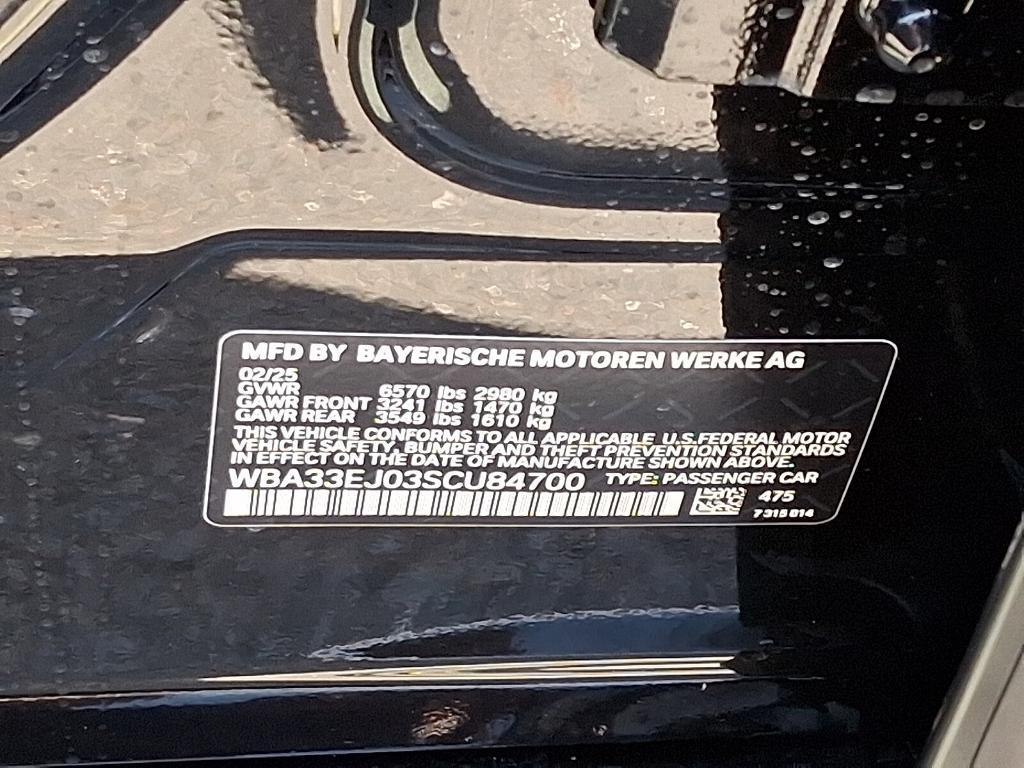 MFD BY BAYERISCHE MOTOREN WERKE AG
02/25
GVWR 6570 lbs 2980 kg
GAWR FRONT 3241 lbs 1470 kg
GAWR REAR 3549 lbs 1610 kg
THIS VEHICLE CONFORMS TO ALL APPLICABLE U.S.FEDERAL MOTOR
VEHICLE SAFETY, BUMPER AND THEFT PREVENTION STANDARDS
IN EFFECT ON THE DATE OF MANUFACTURE SHOWN ABOVE.
WBA33EJ03SCU84700 TYPE: PASSENGER CAR
475
7 315 014